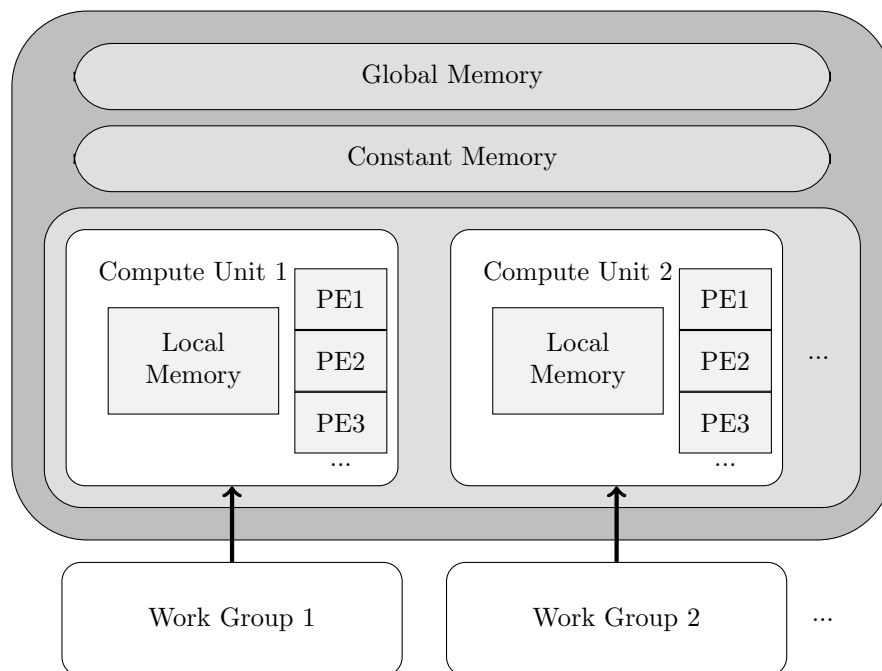 Global Memory
Constant Memory
Compute Unit 1
Local
Memory
PE1
PE2
PE3
...
Compute Unit 2
Local
Memory
PE1
PE2
PE3
...
...
Work Group 1
Work Group 2
...